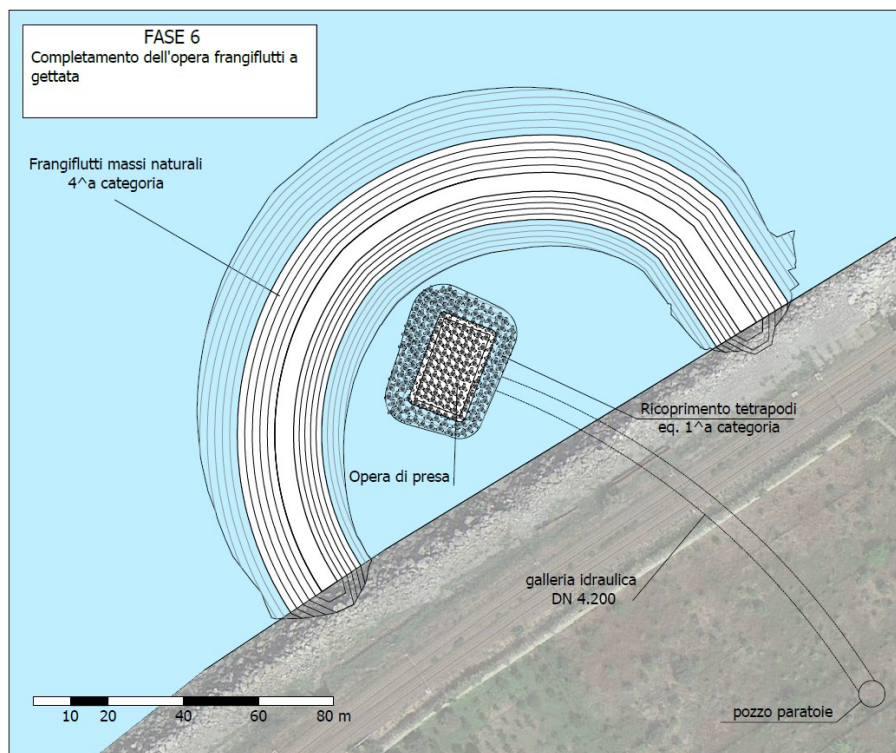 FASE 6
Completamento dell'opera frangiflutti a
gettata
Frangiflutti massi naturali
4^a categoria
Ricoprimento tetrapodi
eq. 1^a categoria
Opera di presa
galleria idraulica
DN 4.200
pozzo paratoie
10 20 40 60 80 m